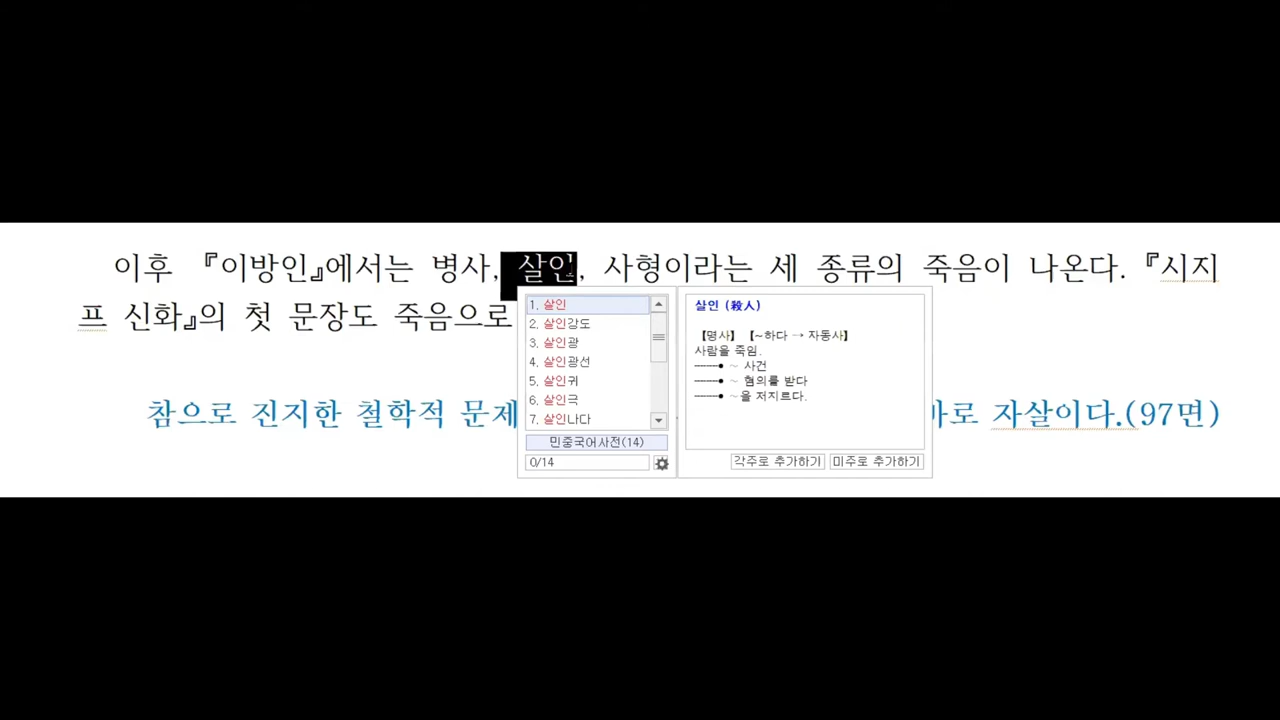 이후 『이방인』에서는 병사, 살인, 사형이라는 세 종류의 죽음이 나온다. 『시지
프 신화』의 첫 문장도 죽음으로
참으로 진지한 철학적 문제
바로 자살이다.(97면)
1. 살인
2. 살인강도
3. 살인광
4. 살인광선
5. 살인귀
6. 살인극
7. 살인나다
민중국어사전(14)
0/14
살인 (殺人)
【명사】 【~하다 → 자동사】
사람을 죽임.
~ 사건
~ 혐의를 받다
~을 저지르다.
각주로 추가하기 미주로 추가하기